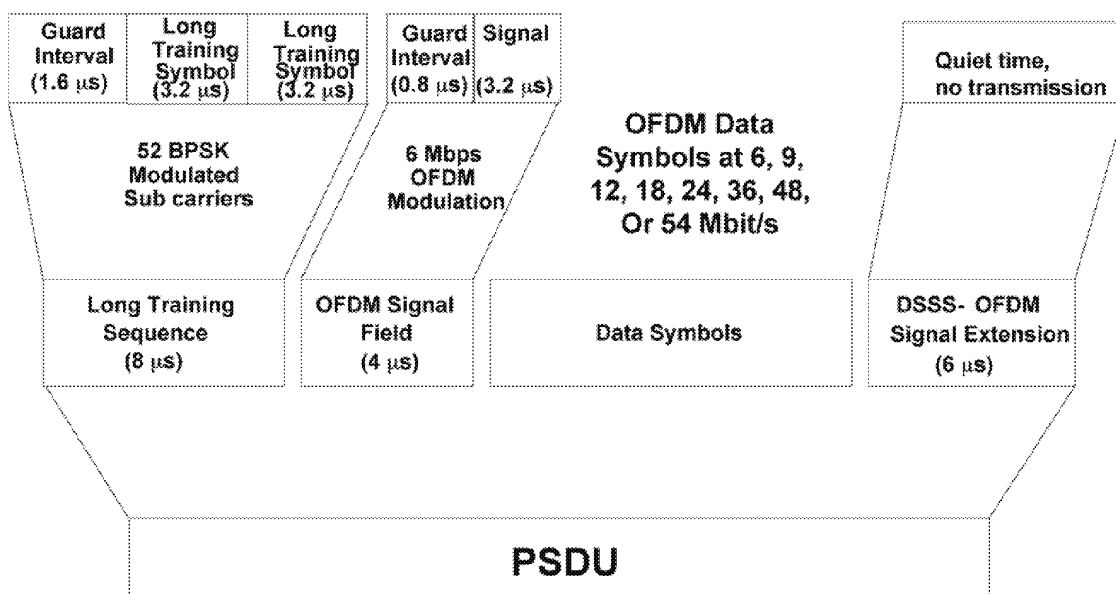 Guard
Interval
(1.6 µs)
Long
Training
Symbol
(3.2 µs)
Long
Training
Symbol
(3.2 µs)
Guard
Interval
(0.8 µs)
Signal
(3.2 µs)
Quiet time,
no transmission
52 BPSK
Modulated
Sub carriers
6 Mbps
OFDM
Modulation
OFDM Data
Symbols at 6, 9,
12, 18, 24, 36, 48,
Or 54 Mbit/s
Long Training
Sequence
(8 µs)
OFDM Signal
Field
(4 µs)
Data Symbols
DSSS- OFDM
Signal Extension
(6 µs)
PSDU